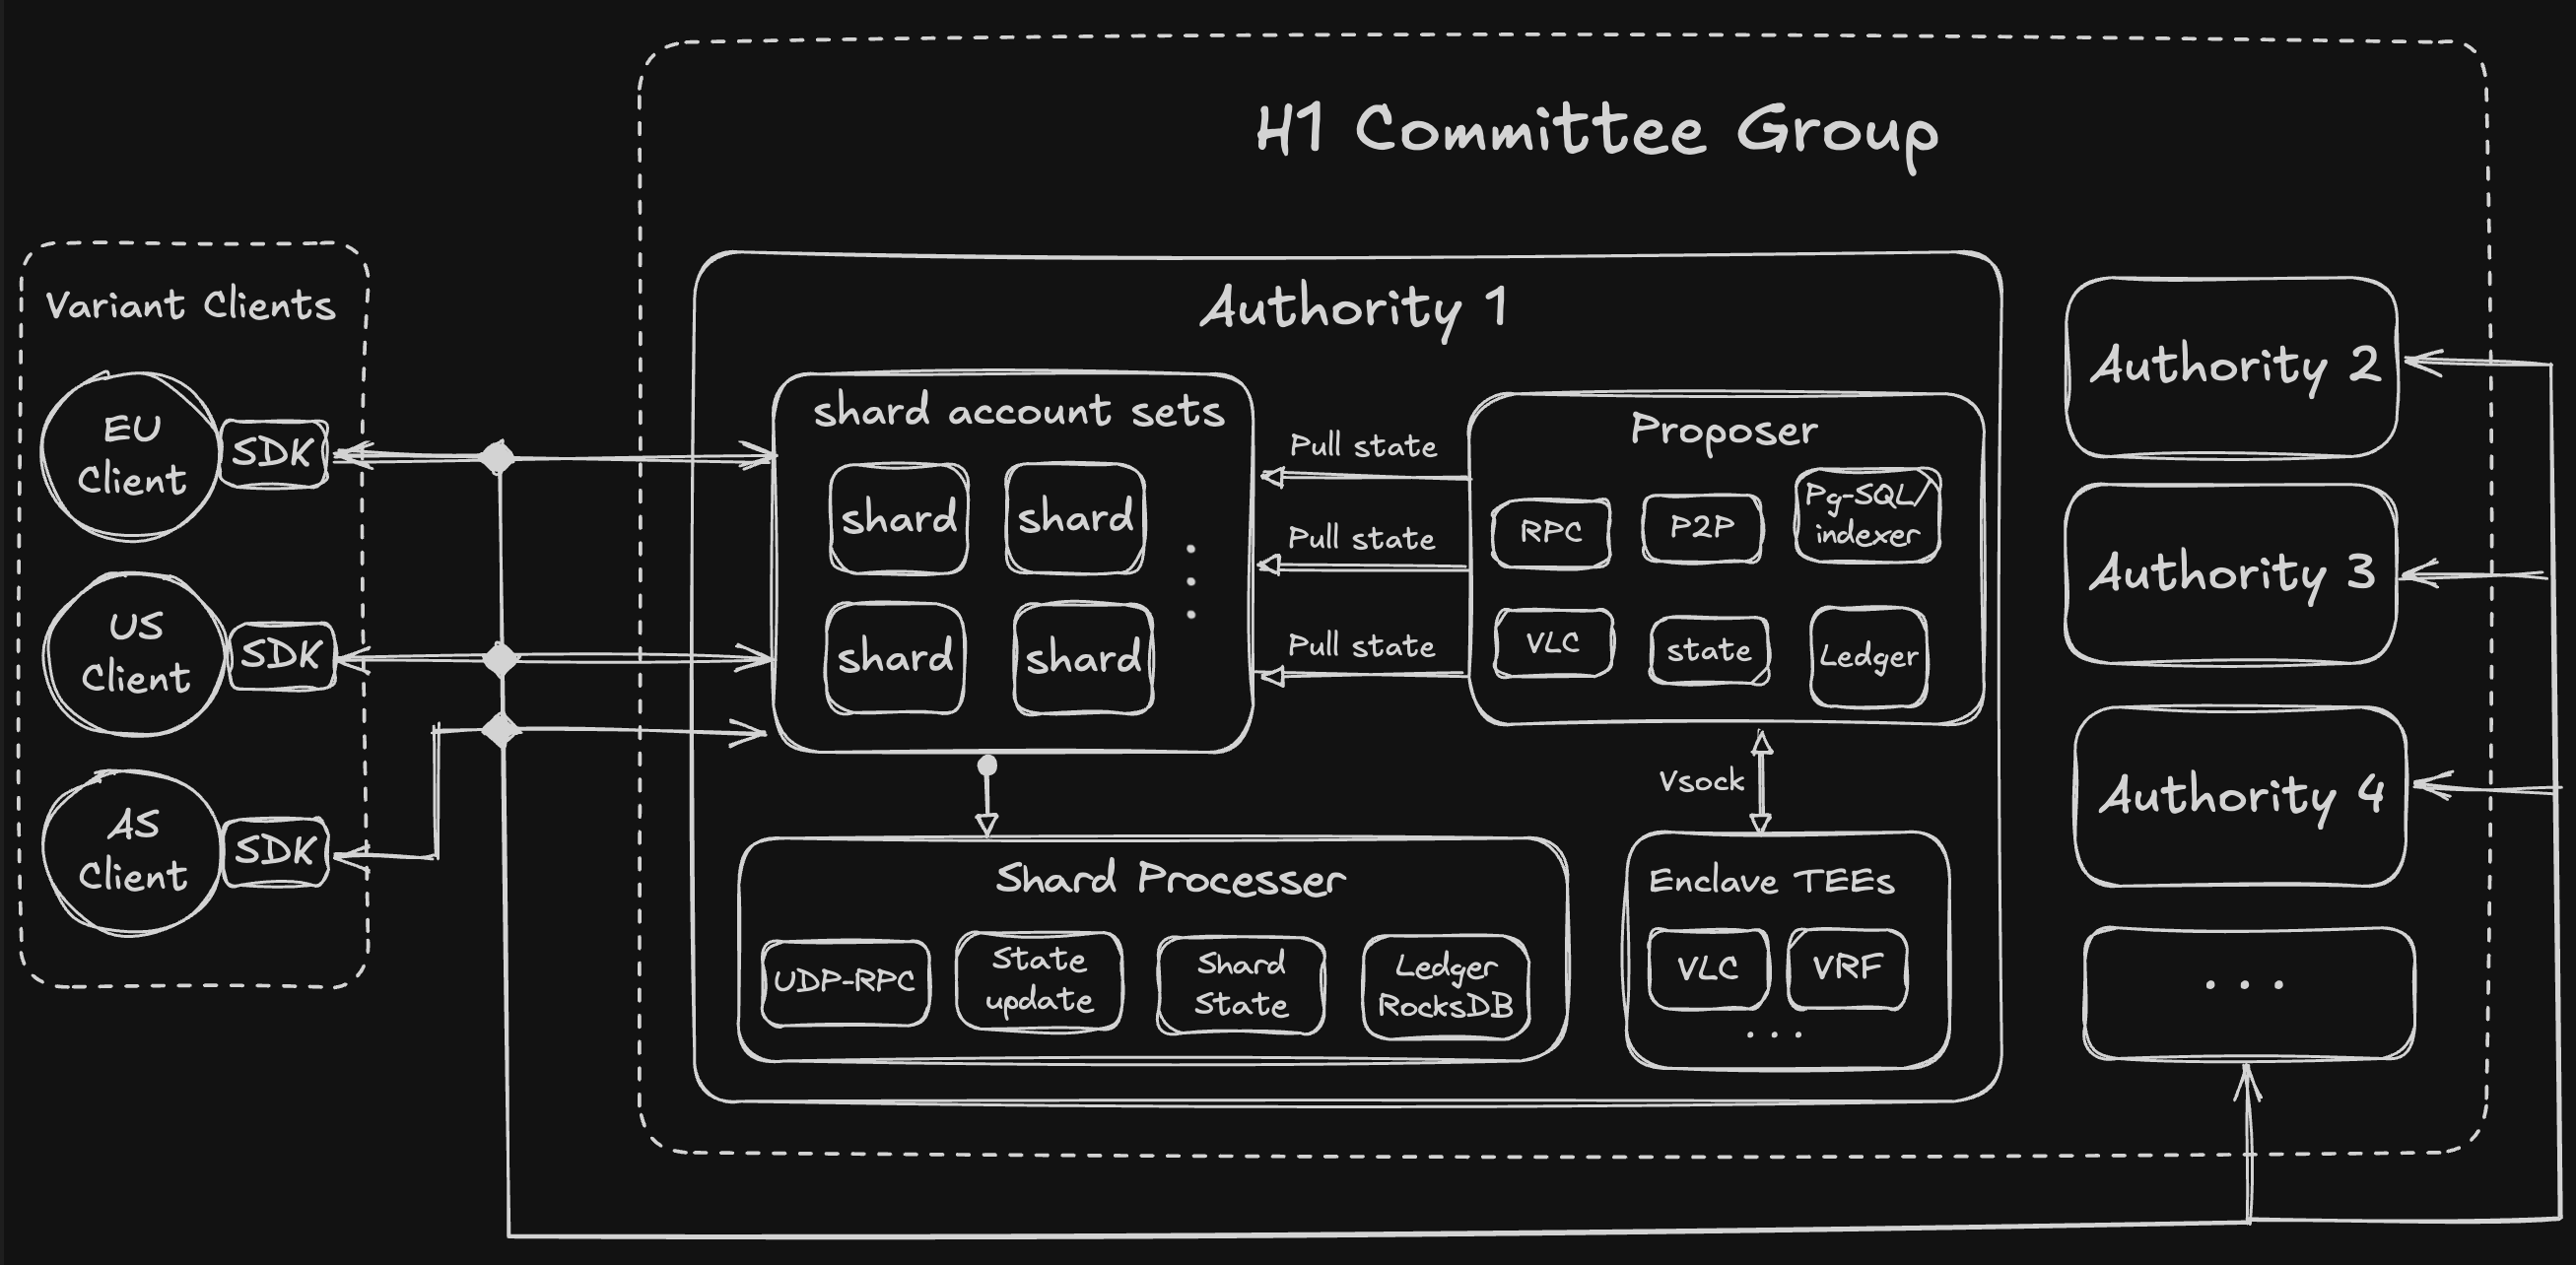 H1 Committee Group
Variant Clients
EU
Client
SDK
US
Client
SDK
AS
Client
SDK
Authority 1
shard account sets
shard
shard
shard
shard
Pull state
Pull state
Pull state
Proposer
RPC
P2P
Pg-SQL/
indexer
VLC
state
Ledger
Vsock
Shard Processer
UDP-RPC
State
update
Shard
State
Ledger
RocksDB
Enclave TEEs
VLC
VRF
...
Authority 2
Authority 3
Authority 4
...